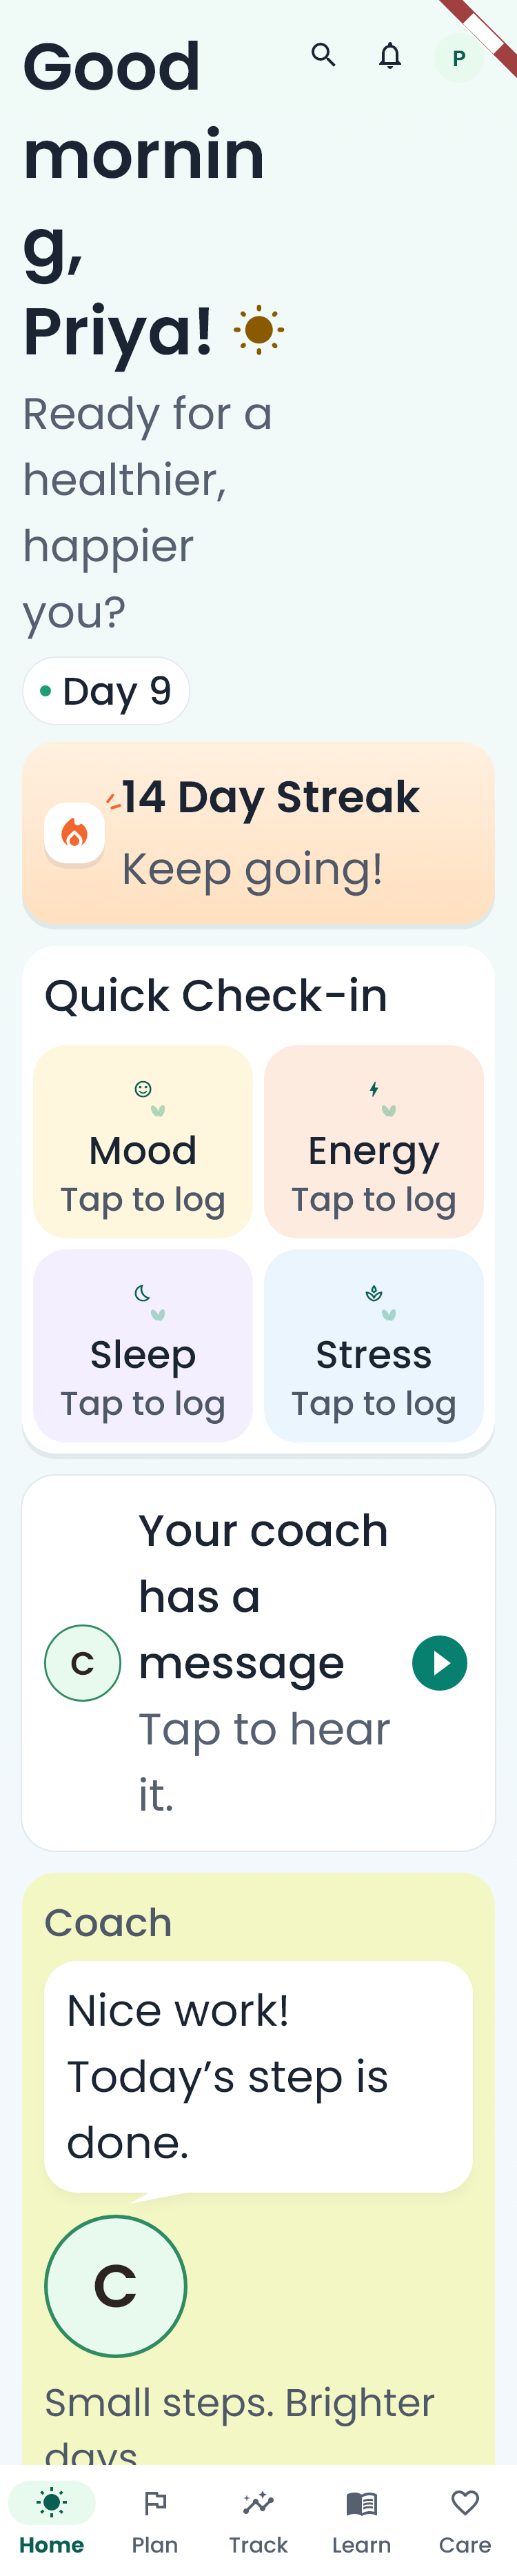 Good
mornin
g,
Priya!
P
Ready for a
healthier,
happier
you?
Day 9
14 Day Streak
Keep going!
Quick Check-in
Mood
Tap to log
Energy
Tap to log
Sleep
Tap to log
Stress
Tap to log
C
Your coach
has a
message
Tap to hear
it.
Coach
Nice work!
Today’s step is
done.
C
Small steps. Brighter
days
Home
Plan
Track
Learn
Care